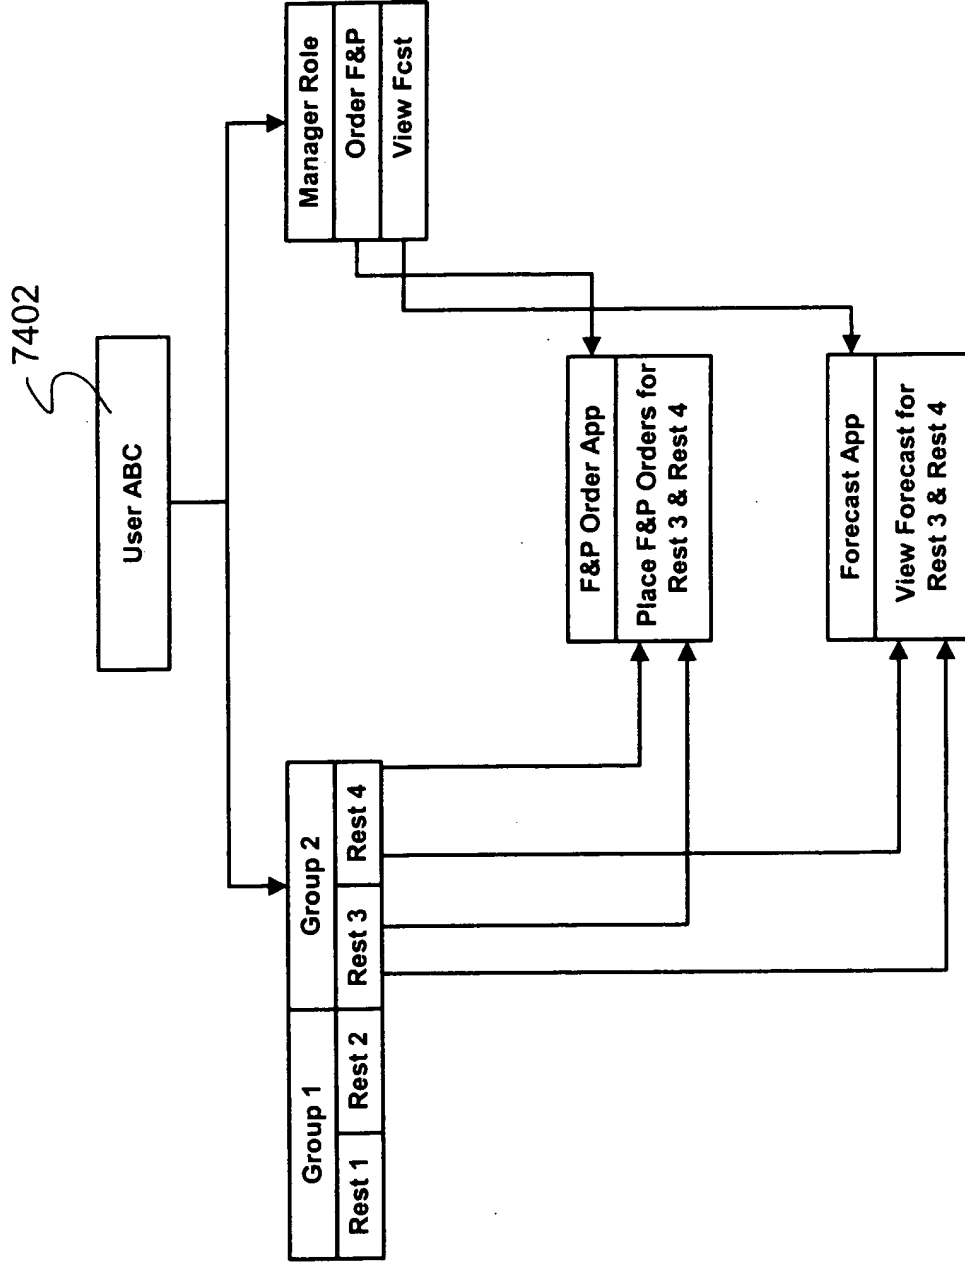 7402
User ABC
Manager Role
Order F&P
View Fcst
Group 1
Group 2
Rest 1
Rest 2
Rest 3
Rest 4
F&P Order App
Place F&P Orders for
Rest 3 & Rest 4
Forecast App
View Forecast for
Rest 3 & Rest 4